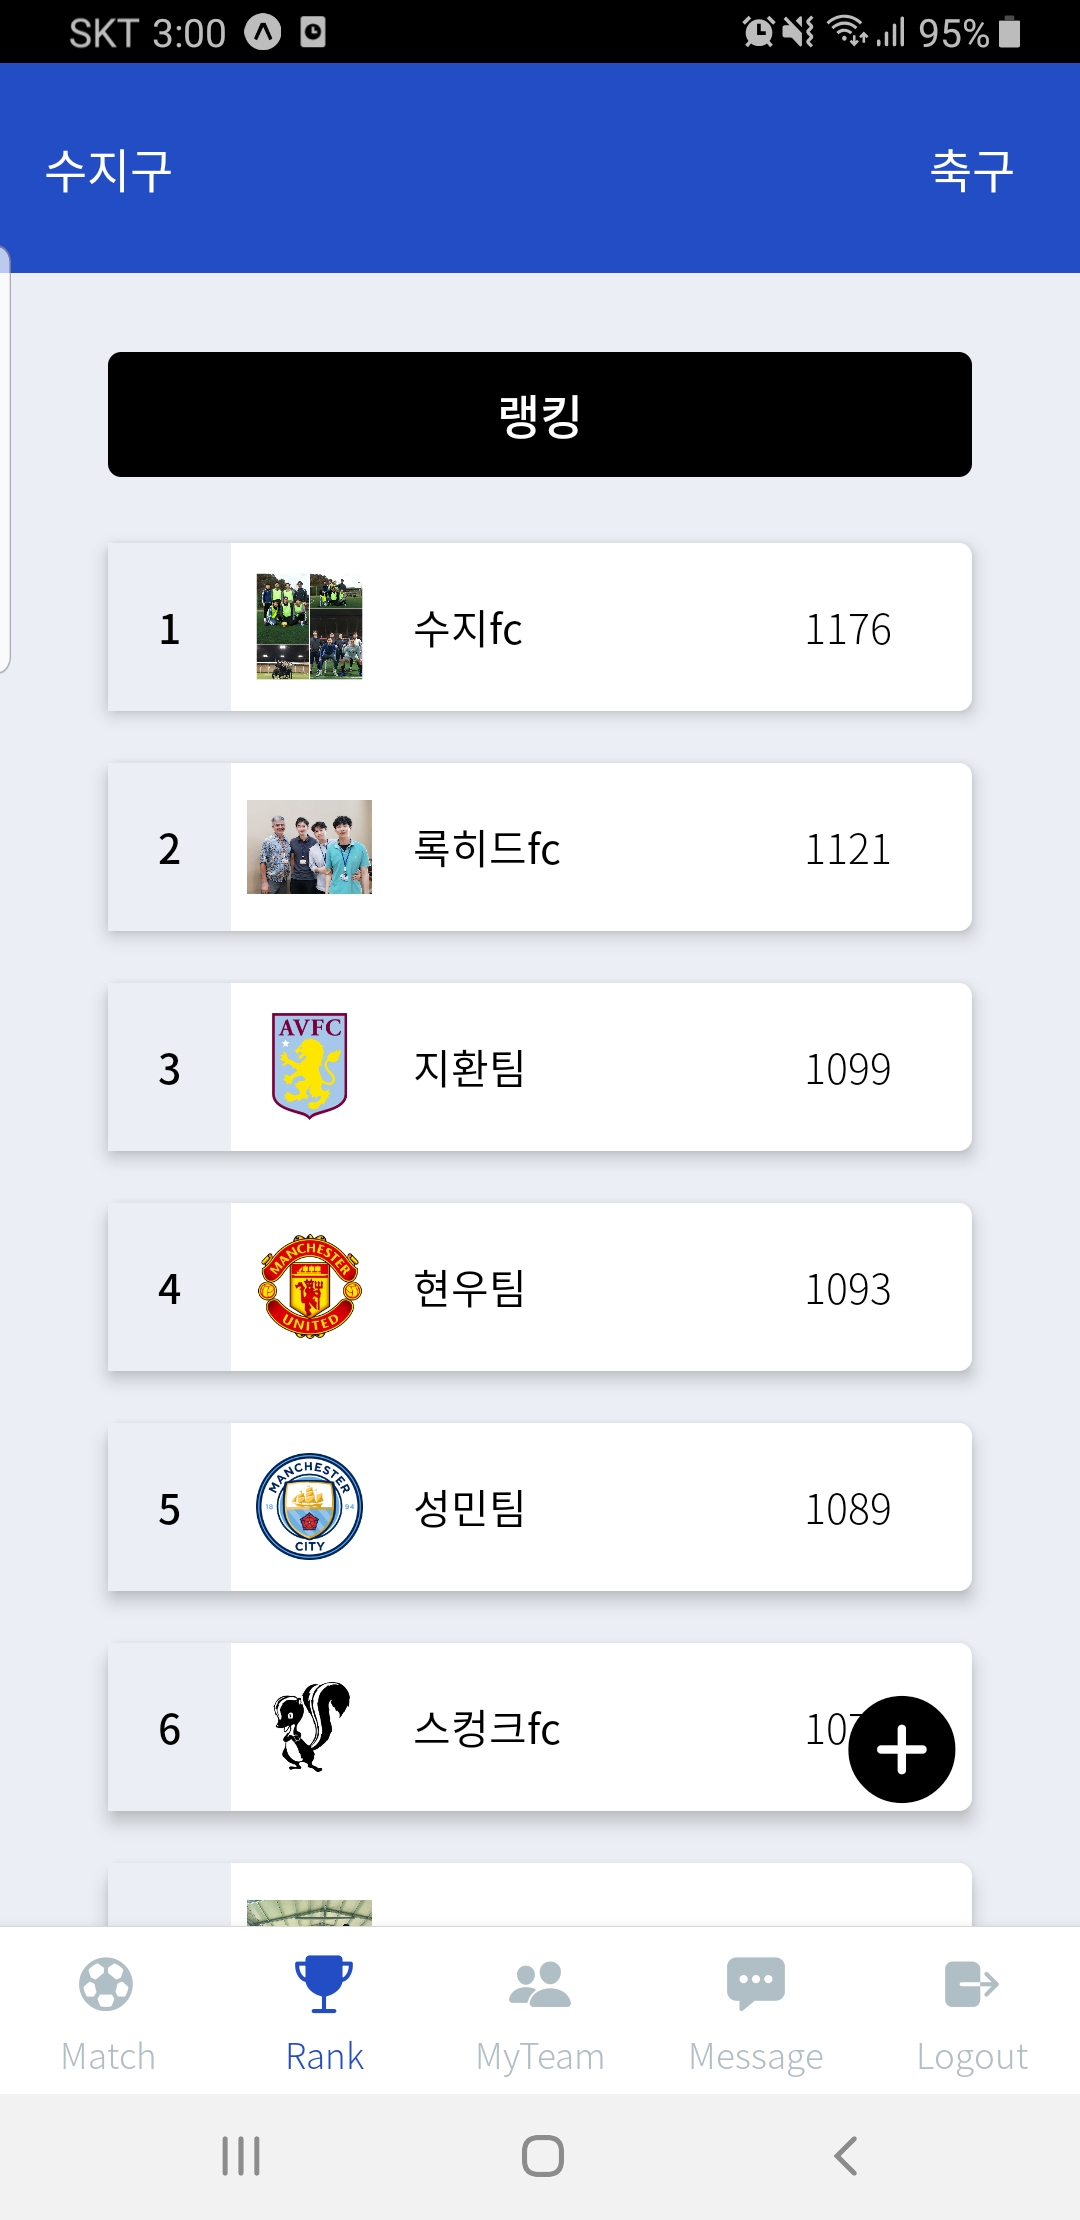 SKT 3:00 95%
수지구 축구
랭킹
1 수지fc 1176
2 록히드fc 1121
3 AVFC 지환팀 1099
4 MANCHESTER UNITED 현우팀 1093
5 MANCHESTER 18 94 CITY 성민팀 1089
6 스컹크fc
Match Rank MyTeam Message Logout